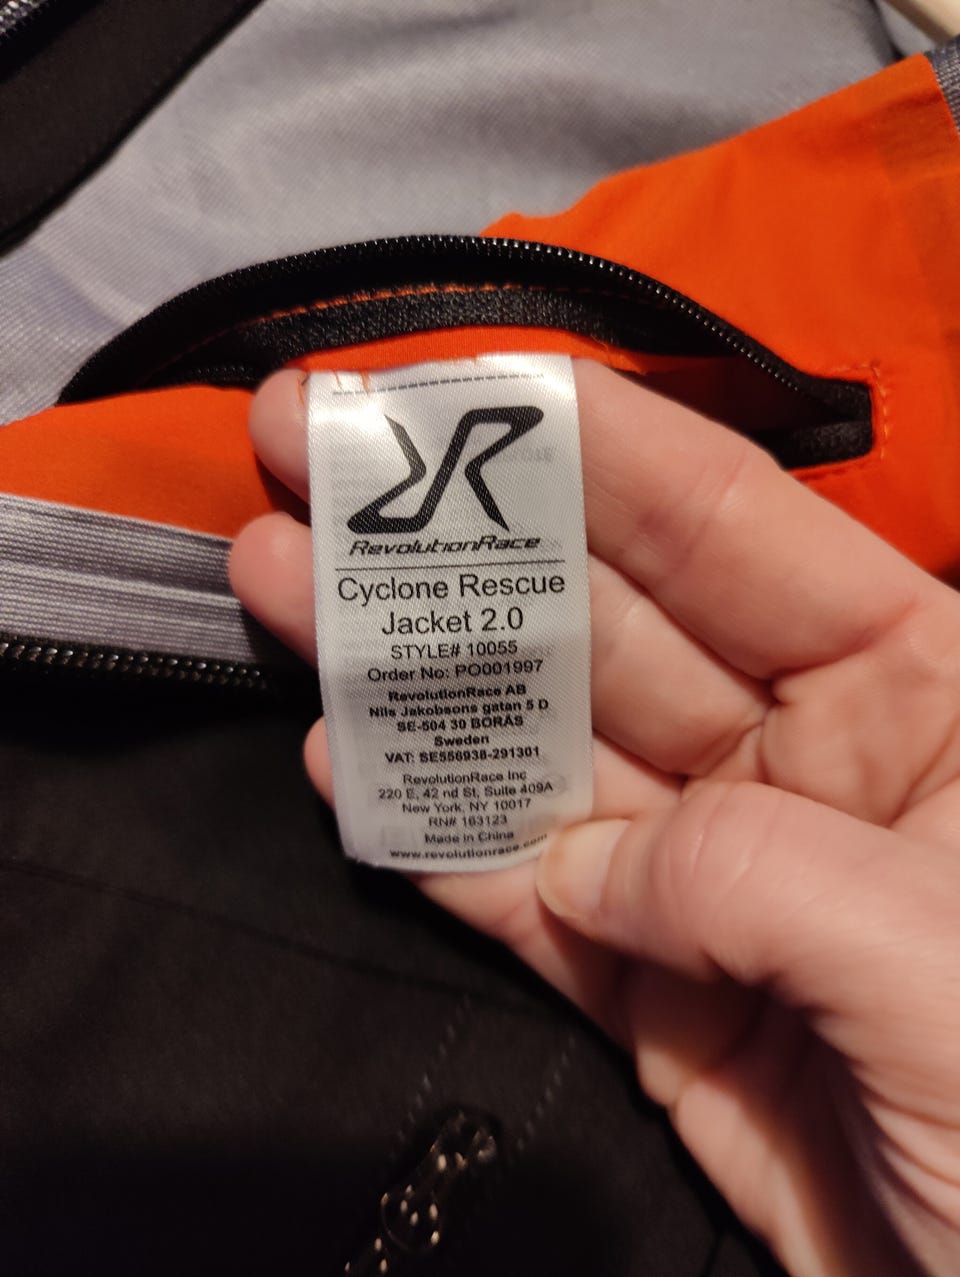 RevolutionRace
Cyclone Rescue
Jacket 2.0
STYLE# 10055
Order No: PO001997
RevolutionRace AB
Nils Jakobsons gatan 5 D
SE-504 30 BORÅS
Sweden
VAT: SE556938-291301
RevolutionRace Inc
220 E, 42 nd St, Suite 409A
New York, NY 10017
RN# 163123
Made in China
www.revolutionrace.com